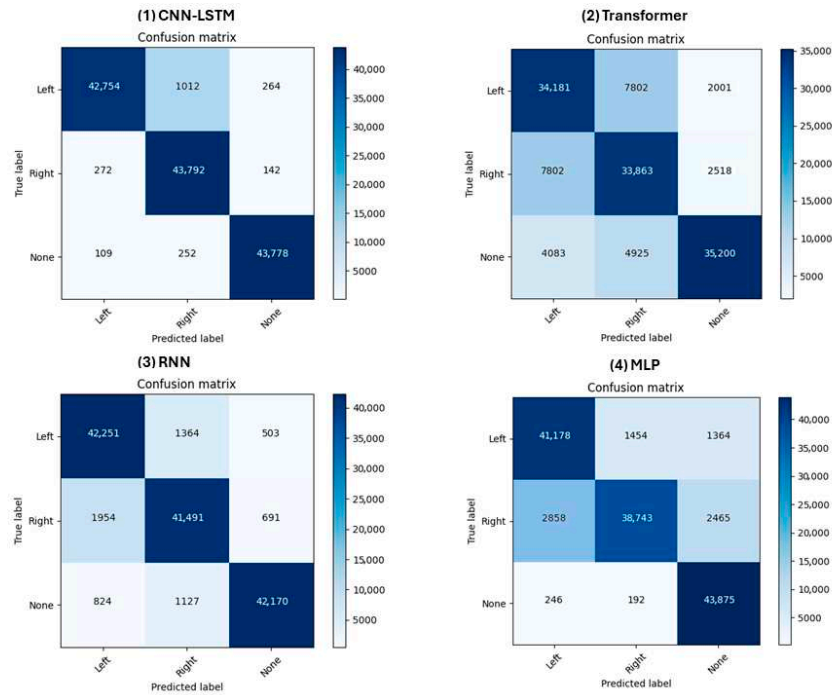 (1) CNN-LSTM
Confusion matrix
40,000
35,000
30,000
25,000
20,000
15,000
10,000
5000
True label
Left
Right
None
42,754 1012 264
272 43,792 142
109 252 43,778
Left Right None
Predicted label
(2) Transformer
Confusion matrix
35,000
30,000
25,000
20,000
15,000
10,000
5000
True label
Left
Right
None
34,181 7802 2001
7802 33,863 2518
4083 4925 35,200
Left Right None
Predicted label
(3) RNN
Confusion matrix
40,000
35,000
30,000
25,000
20,000
15,000
10,000
5000
True label
Left
Right
None
42,251 1364 503
1954 41,491 691
824 1127 42,170
Left Right None
Predicted label
(4) MLP
Confusion matrix
40,000
35,000
30,000
25,000
20,000
15,000
10,000
5000
True label
Left
Right
None
41,178 1454 1364
2858 38,743 2465
246 192 43,875
Left Right None
Predicted label